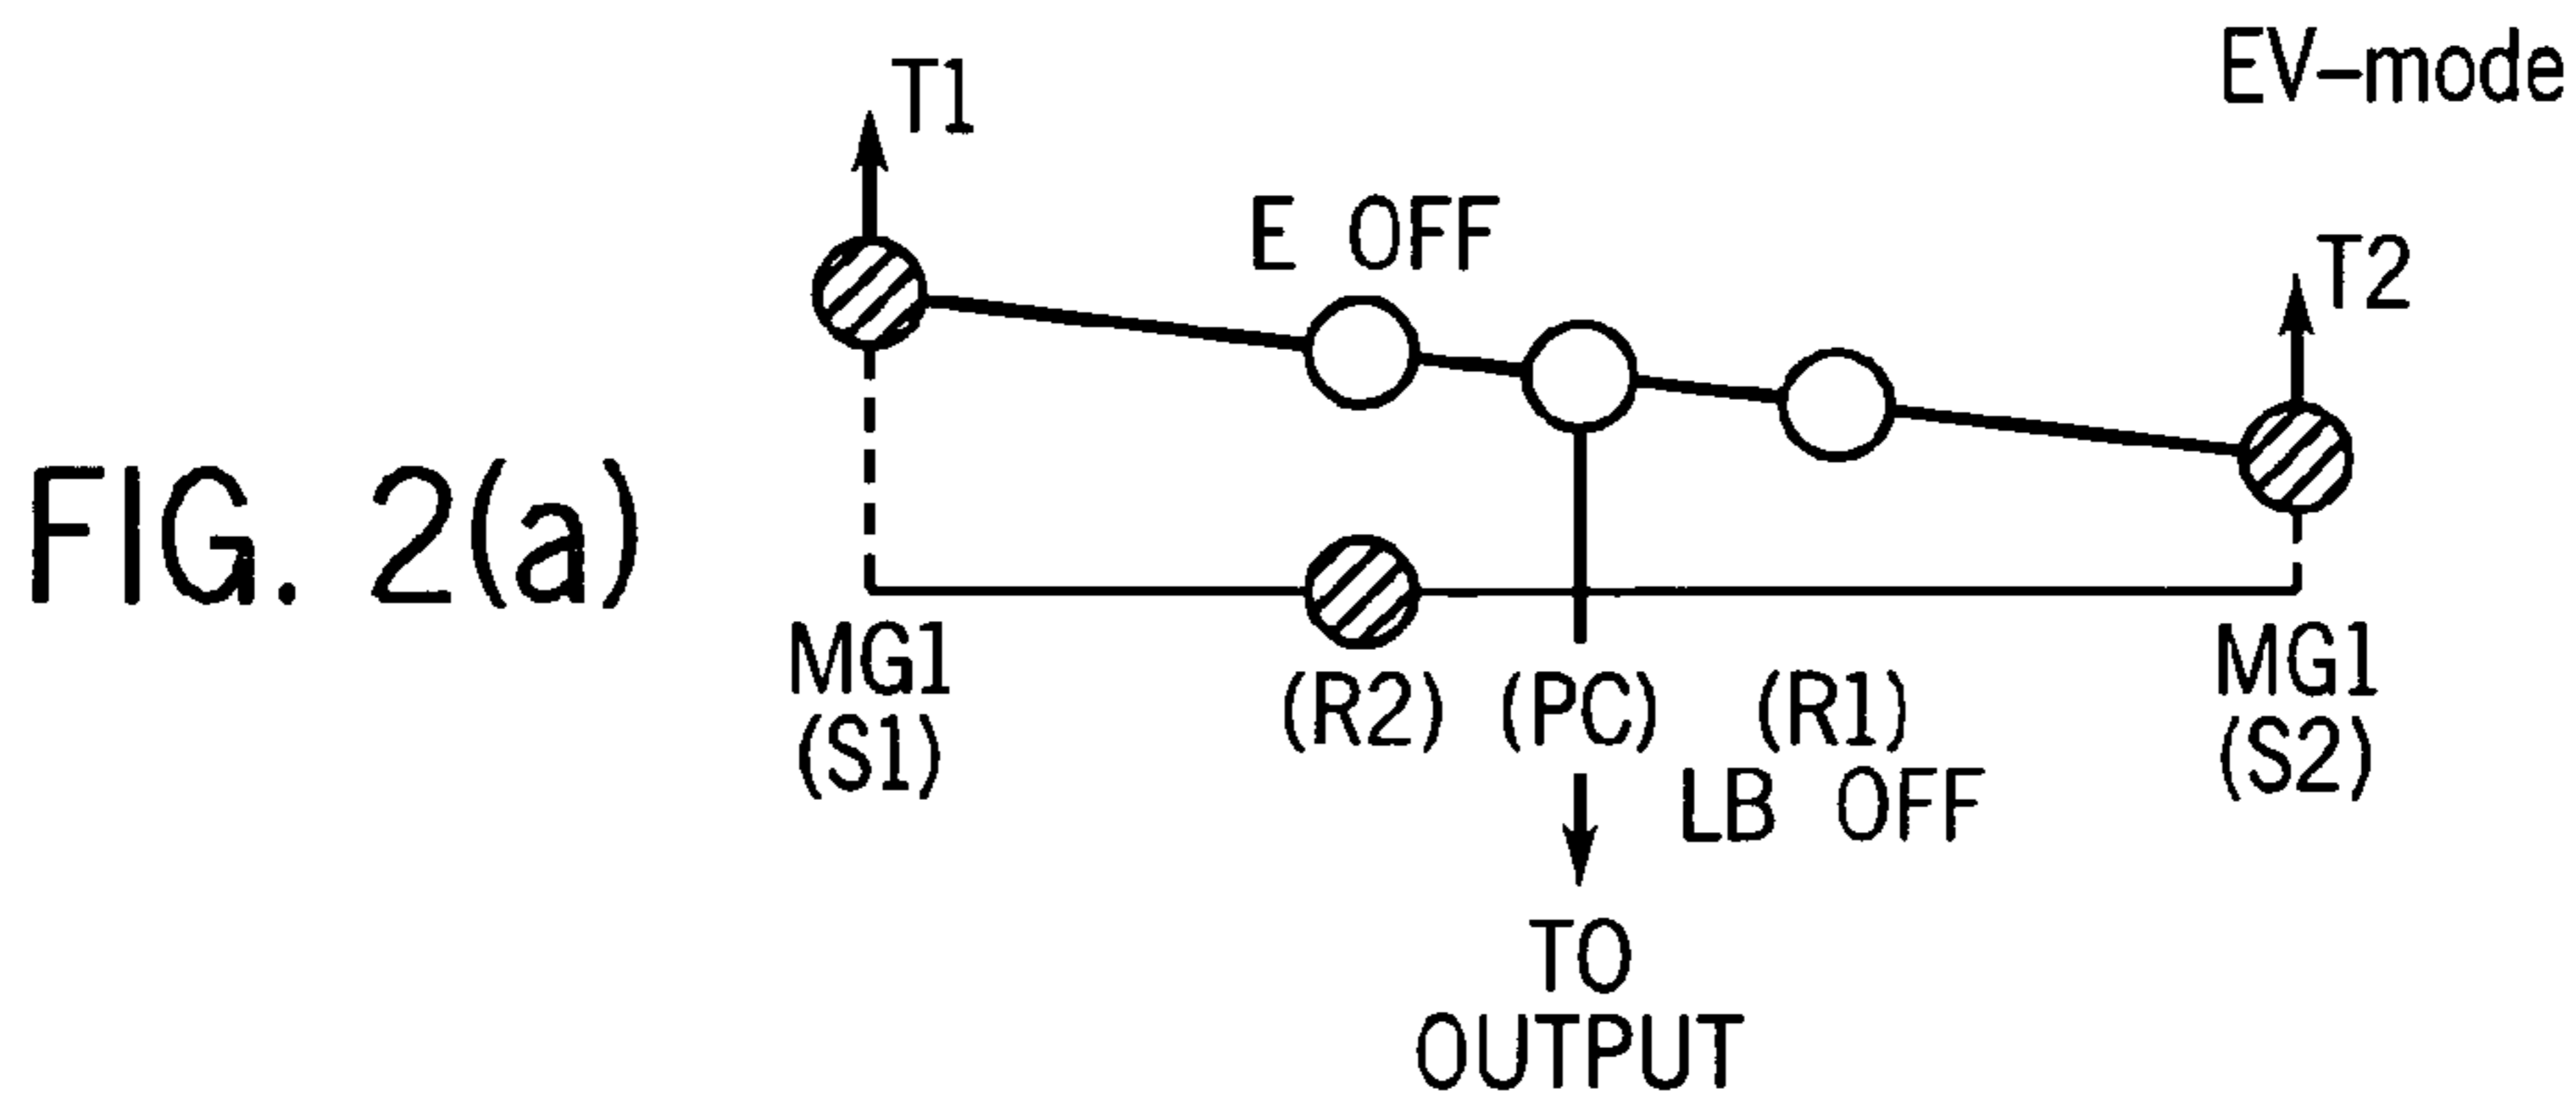 EV-mode
T1
E OFF
T2
FIG. 2(a)
MG1
(S1)
(R2)
(PC)
(R1)
LB OFF
MG1
(S2)
TO
OUTPUT